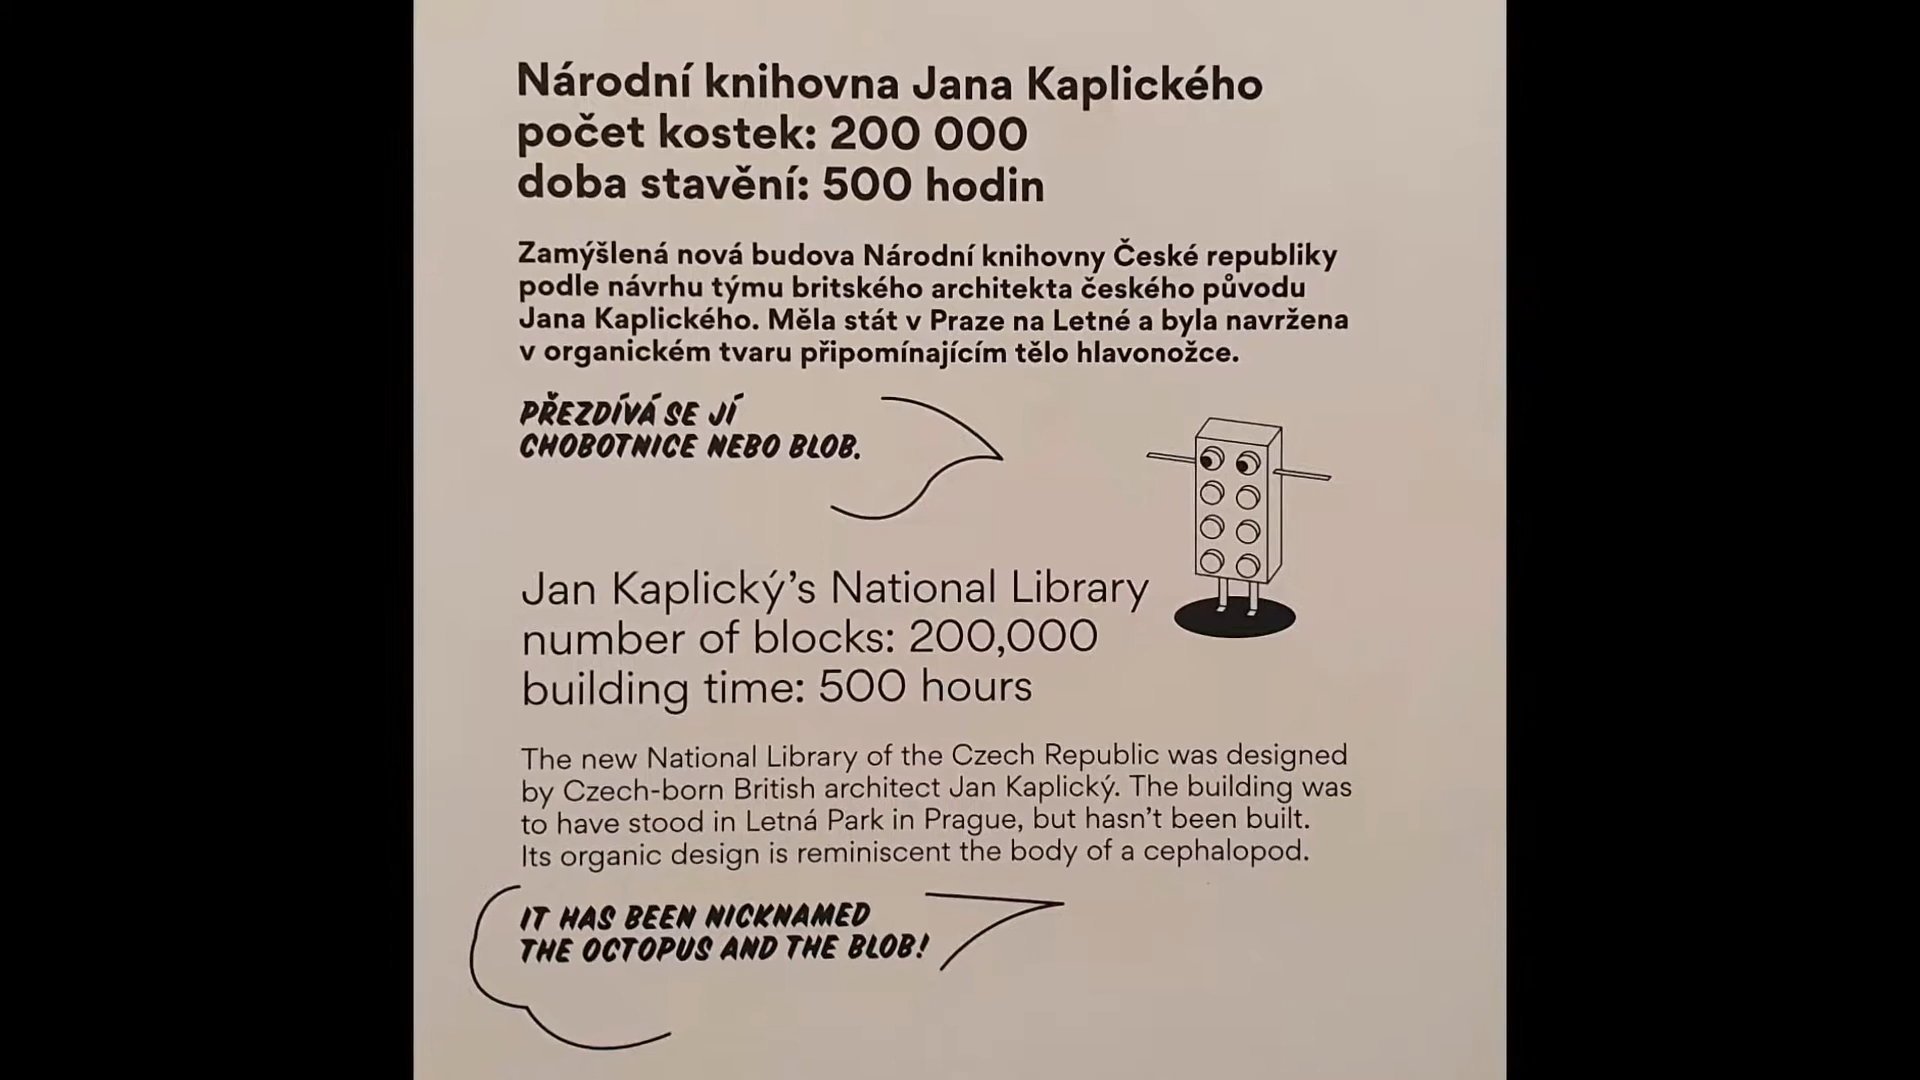 Národní knihovna Jana Kaplického
počet kostek: 200 000
doba stavění: 500 hodin
Zamýšlená nová budova Národní knihovny České republiky
podle návrhu týmu britského architekta českého původu
Jana Kaplického. Měla stát v Praze na Letné a byla navržena
v organickém tvaru připomínajícím tělo hlavonožce.
PŘEZDÍVÁ SE JÍ
CHOBOTNICE NEBO BLOB.
Jan Kaplický’s National Library
number of blocks: 200,000
building time: 500 hours
The new National Library of the Czech Republic was designed
by Czech-born British architect Jan Kaplický. The building was
to have stood in Letná Park in Prague, but hasn’t been built.
Its organic design is reminiscent the body of a cephalopod.
IT HAS BEEN NICKNAMED
THE OCTOPUS AND THE BLOB!